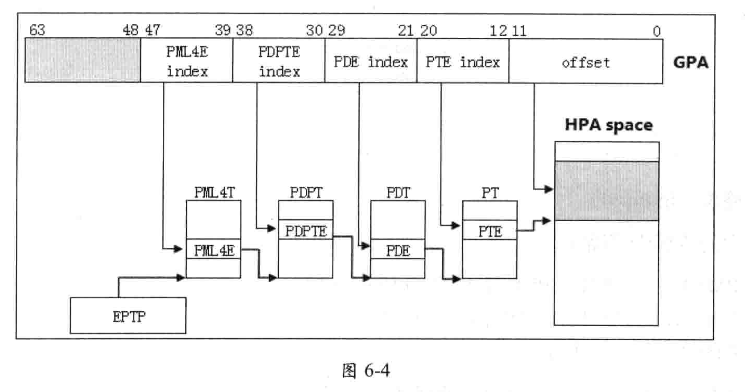 63 48 47 39 38 30 29 21 20 12 11 0
PML4E index
PDPTE index
PDE index
PTE index
offset
GPA
HPA space
PML4T
PDPT
PDT
PT
PML4E
PDPTE
PDE
PTE
EPTP
图 6-4